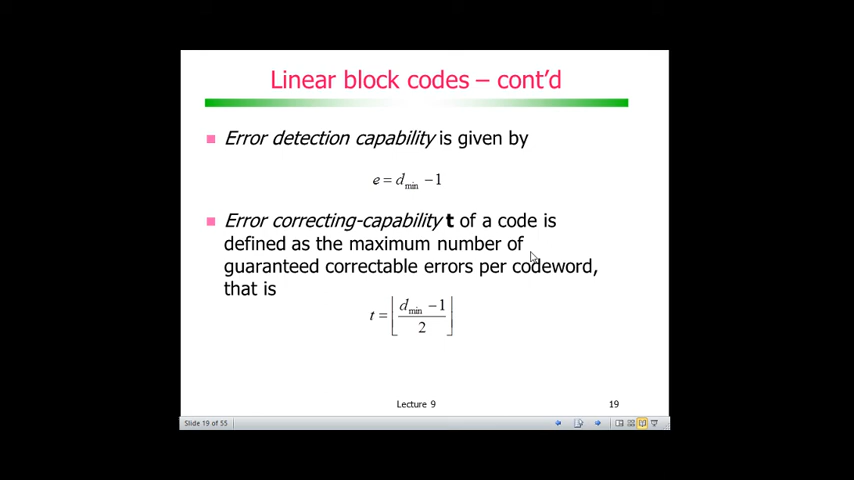 Linear block codes – cont'd
Error detection capability is given by
e = d_min − 1
Error correcting-capability t of a code is
defined as the maximum number of
guaranteed correctable errors per codeword,
that is
t = ⌊(d_min − 1)/2⌋
Lecture 9
19
Slide 19 of 55